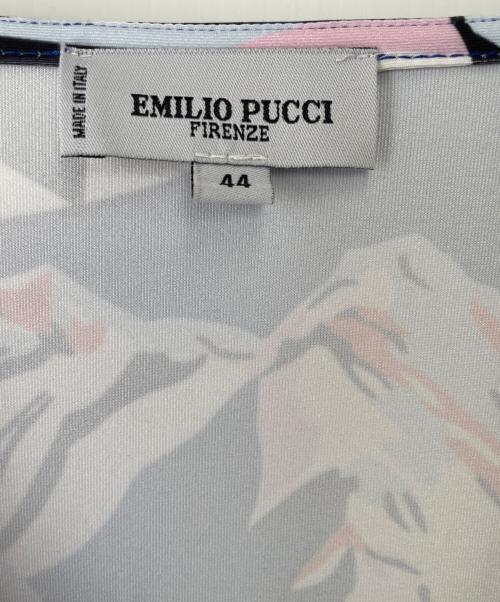 MADE IN ITALY
EMILIO PUCCI
FIRENZE
44